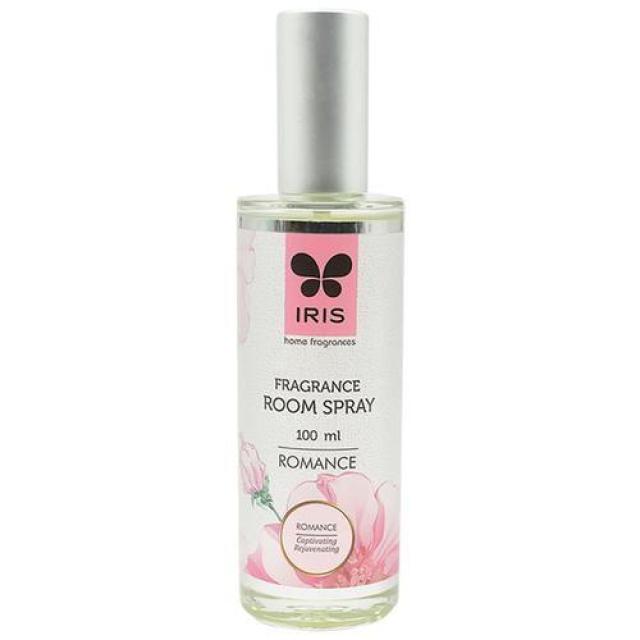 IRIS
home fragrances
FRAGRANCE
ROOM SPRAY
100 ml
ROMANCE
ROMANCE
Captivating
Rejuvenating